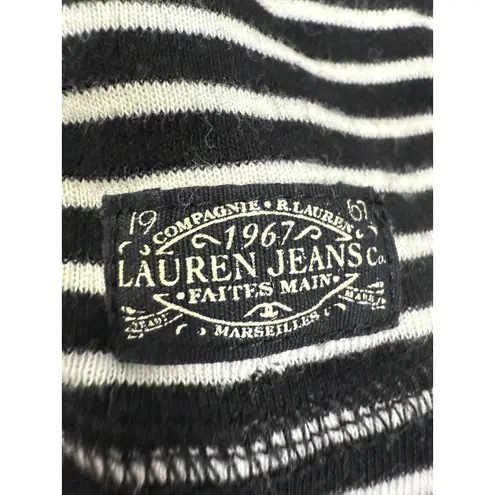 COMPAGNIE • R. LAUREN
19 67
1967
LAUREN JEANS Co.
• FAITES MAIN •
MARSEILLES